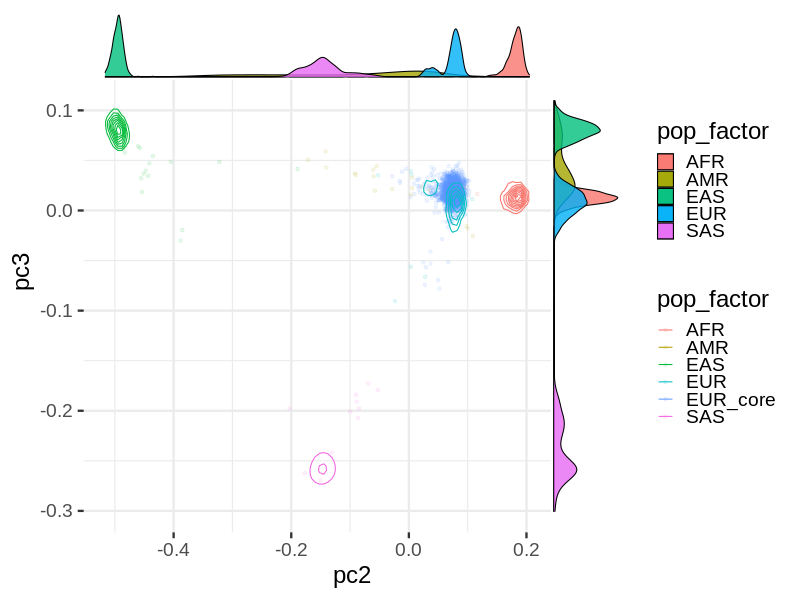 0.1
0.0
-0.1
-0.2
-0.3
pc3
-0.4
-0.2
0.0
0.2
pc2
pop_factor
AFR
AMR
EAS
EUR
SAS
pop_factor
AFR
AMR
EAS
EUR
EUR_core
SAS